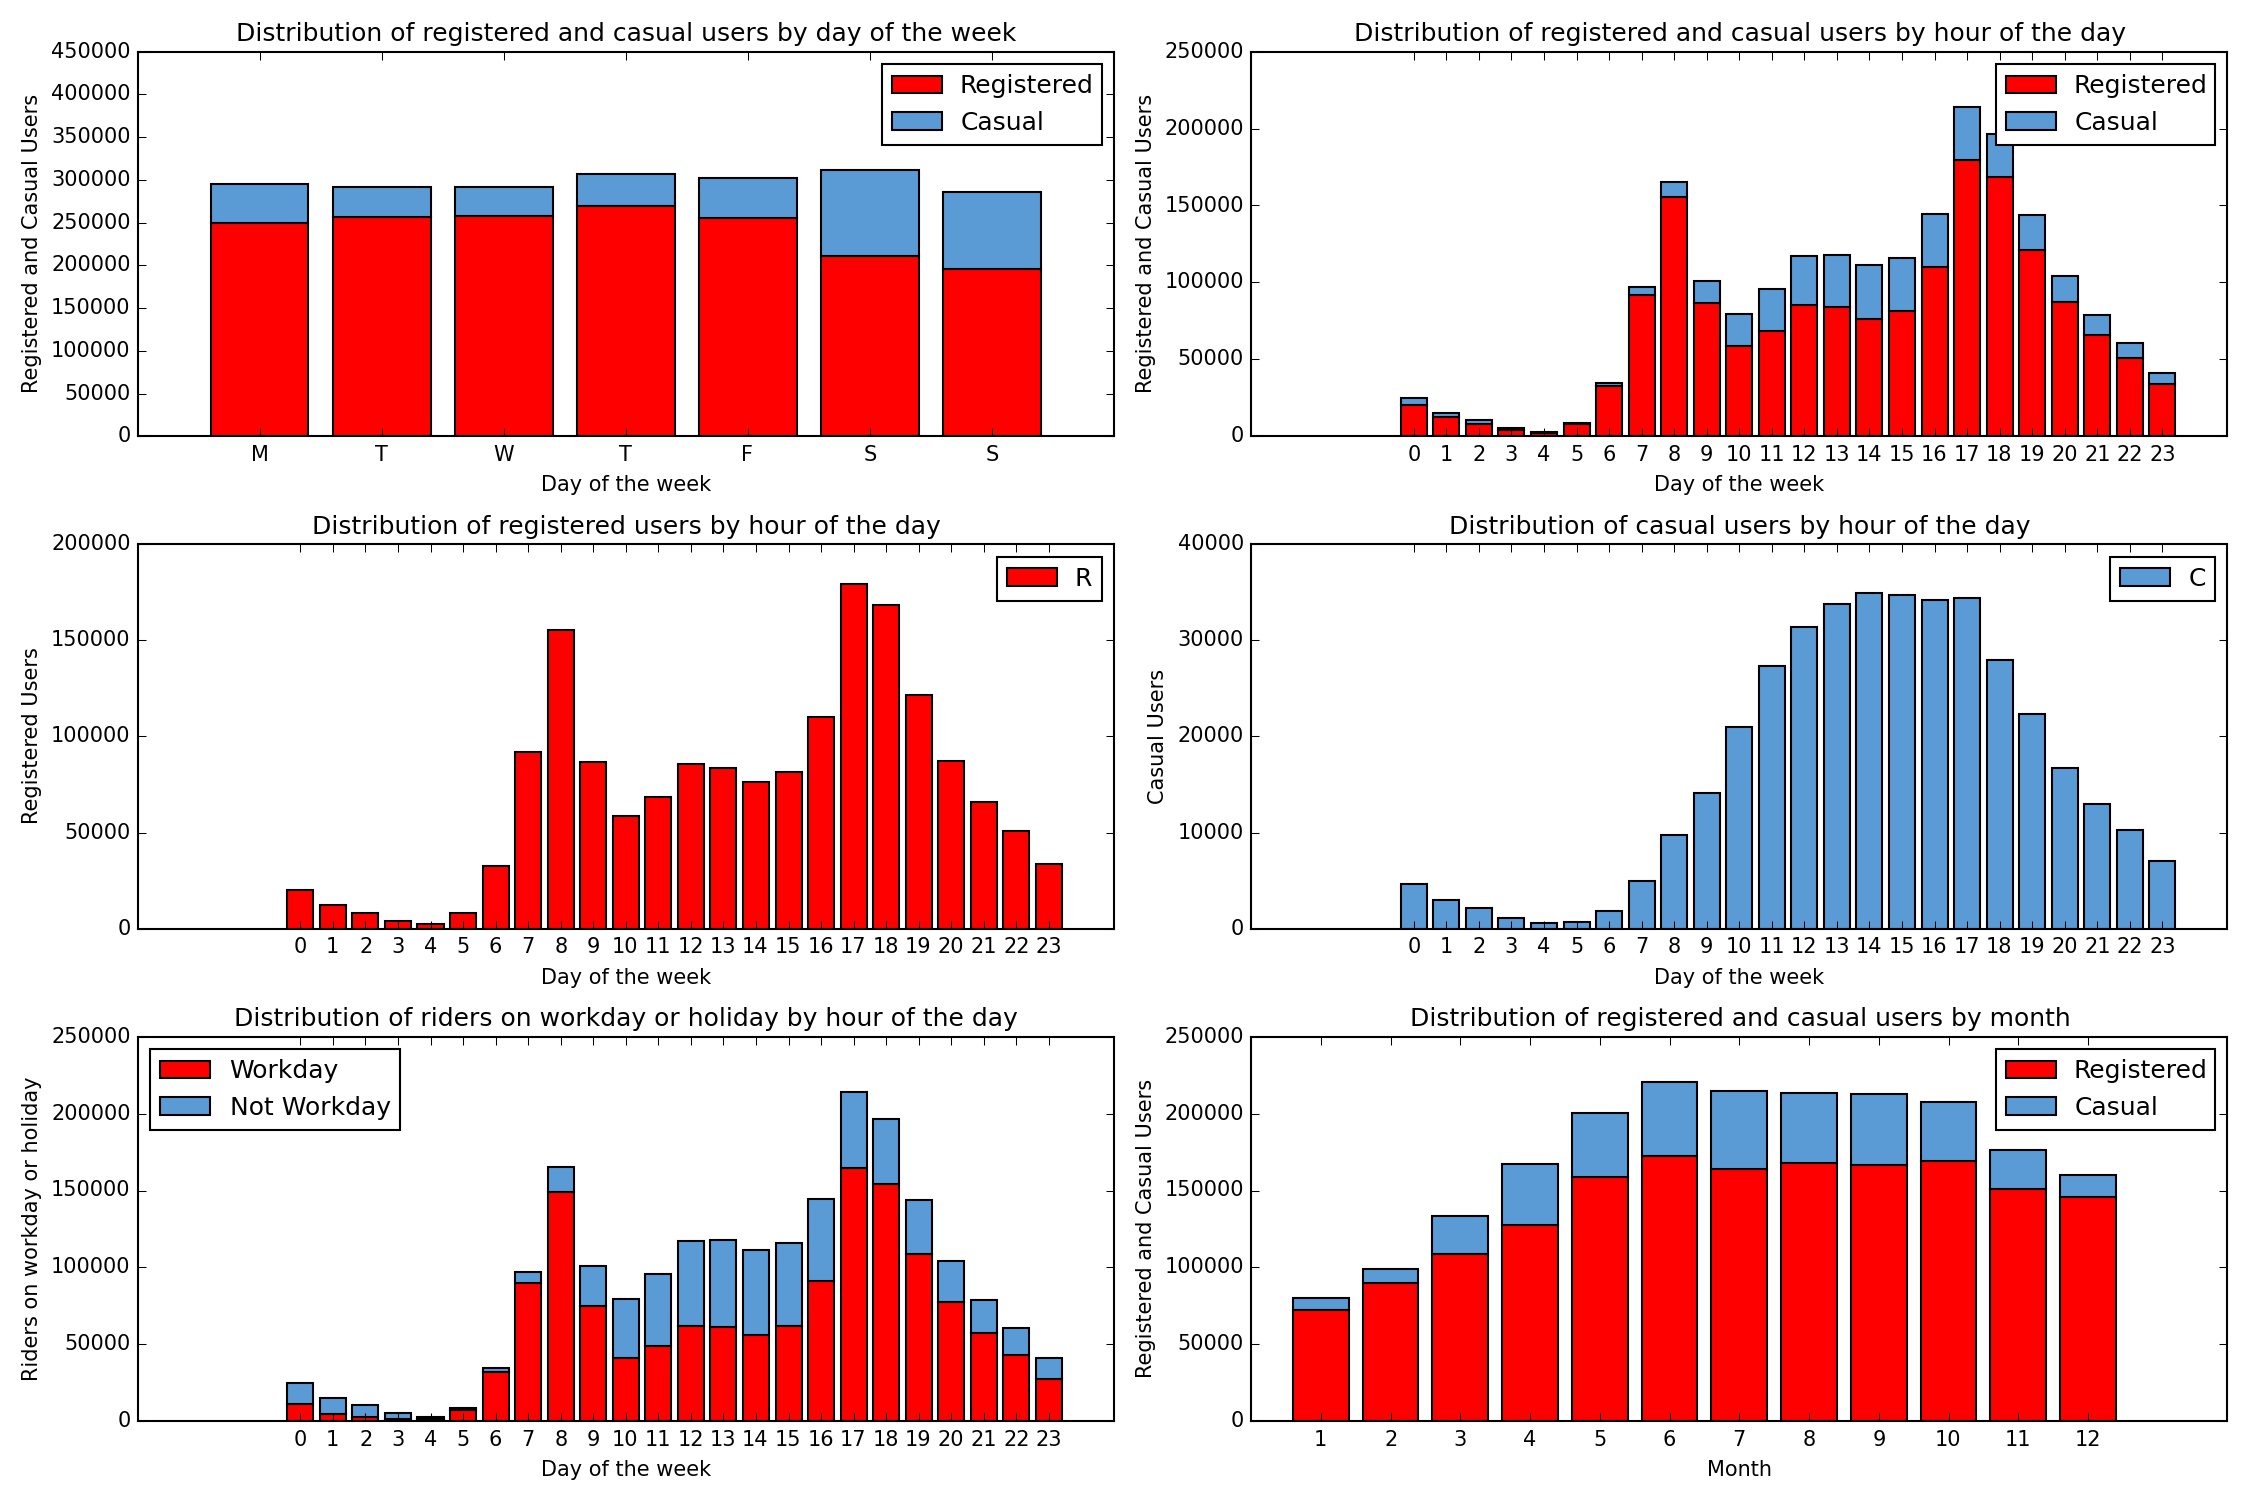 Distribution of registered and casual users by day of the week
Registered and Casual Users
450000
400000
350000
300000
250000
200000
150000
100000
50000
0
Registered
Casual
M T W T F S S
Day of the week
Distribution of registered and casual users by hour of the day
Registered and Casual Users
250000
200000
150000
100000
50000
0
Registered
Casual
0 1 2 3 4 5 6 7 8 9 10 11 12 13 14 15 16 17 18 19 20 21 22 23
Day of the week
Distribution of registered users by hour of the day
Registered Users
200000
150000
100000
50000
0
R
0 1 2 3 4 5 6 7 8 9 10 11 12 13 14 15 16 17 18 19 20 21 22 23
Day of the week
Distribution of casual users by hour of the day
Casual Users
40000
30000
20000
10000
0
C
0 1 2 3 4 5 6 7 8 9 10 11 12 13 14 15 16 17 18 19 20 21 22 23
Day of the week
Distribution of riders on workday or holiday by hour of the day
Riders on workday or holiday
250000
200000
150000
100000
50000
0
Workday
Not Workday
0 1 2 3 4 5 6 7 8 9 10 11 12 13 14 15 16 17 18 19 20 21 22 23
Day of the week
Distribution of registered and casual users by month
Registered and Casual Users
250000
200000
150000
100000
50000
0
Registered
Casual
1 2 3 4 5 6 7 8 9 10 11 12
Month